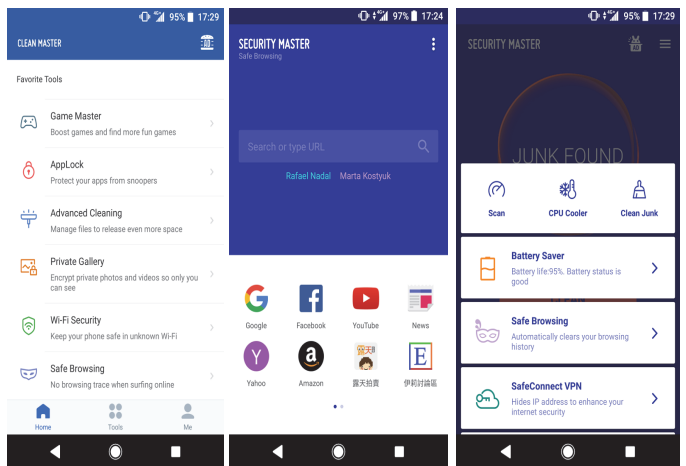 4G 95% 17:29
CLEAN MASTER
AD
Favorite Tools
Game Master
Boost games and find more fun games
AppLock
Protect your apps from snoopers
Advanced Cleaning
Manage files to release even more space
Private Gallery
Encrypt private photos and videos so only you
can see
Wi-Fi Security
Keep your phone safe in unknown Wi-Fi
Safe Browsing
No browsing trace when surfing online
Home Tools Me
4G 97% 17:24
SECURITY MASTER
Safe Browsing
Search or type URL
Rafael Nadal Marta Kostyuk
Google Facebook YouTube News
Yahoo Amazon 露天拍賣 伊莉討論區
4G 95% 17:29
SECURITY MASTER
AD
JUNK FOUND
Scan CPU Cooler Clean Junk
Battery Saver
Battery life:95%. Battery status is
good
Safe Browsing
Automatically clears your browsing
history
SafeConnect VPN
Hides IP address to enhance your
internet security